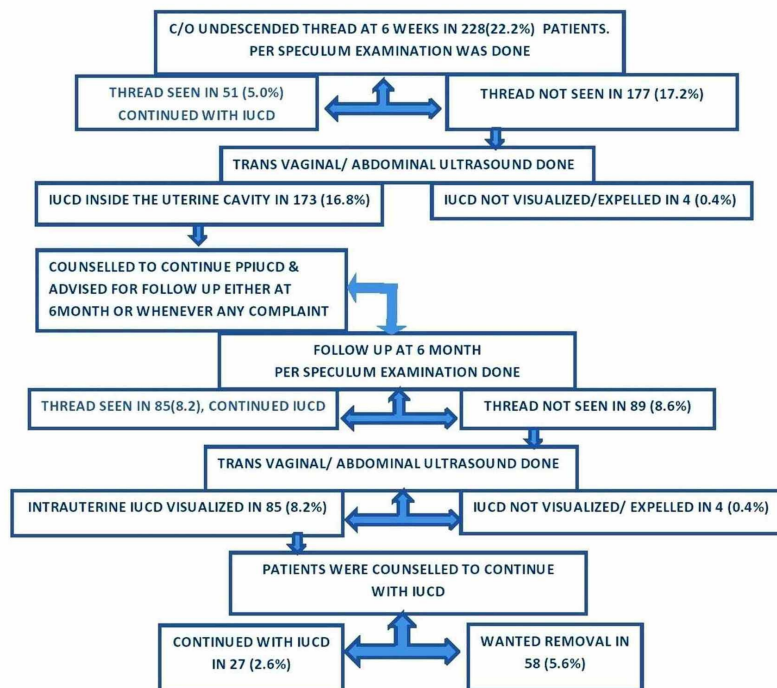 C/O UNDESCENDED THREAD AT 6 WEEKS IN 228(22.2%) PATIENTS.
PER SPECULUM EXAMINATION WAS DONE
THREAD SEEN IN 51 (5.0%)
CONTINUED WITH IUCD
THREAD NOT SEEN IN 177 (17.2%)
TRANS VAGINAL/ ABDOMINAL ULTRASOUND DONE
IUCD INSIDE THE UTERINE CAVITY IN 173 (16.8%)
IUCD NOT VISUALIZED/EXPELLED IN 4 (0.4%)
COUNSELLED TO CONTINUE PPIUCD &
ADVISED FOR FOLLOW UP EITHER AT
6MONTH OR WHENEVER ANY COMPLAINT
FOLLOW UP AT 6 MONTH
PER SPECULUM EXAMINATION DONE
THREAD SEEN IN 85(8.2), CONTINUED IUCD
THREAD NOT SEEN IN 89 (8.6%)
TRANS VAGINAL/ ABDOMINAL ULTRASOUND DONE
INTRAUTERINE IUCD VISUALIZED IN 85 (8.2%)
IUCD NOT VISUALIZED/ EXPELLED IN 4 (0.4%)
PATIENTS WERE COUNSELLED TO CONTINUE
WITH IUCD
CONTINUED WITH IUCD
IN 27 (2.6%)
WANTED REMOVAL IN
58 (5.6%)